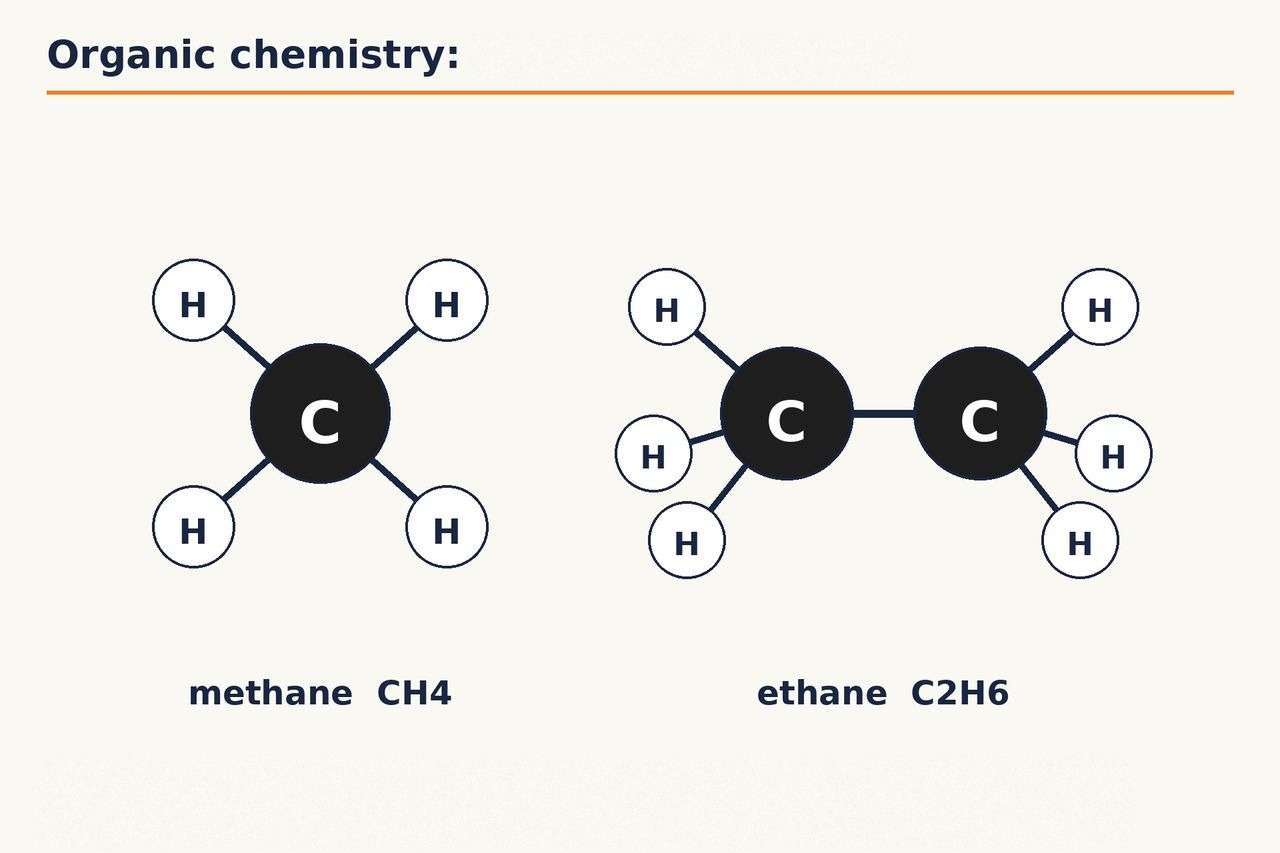 Organic chemistry:
H H H H
C C C
H H
H H H H
methane CH4 ethane C2H6